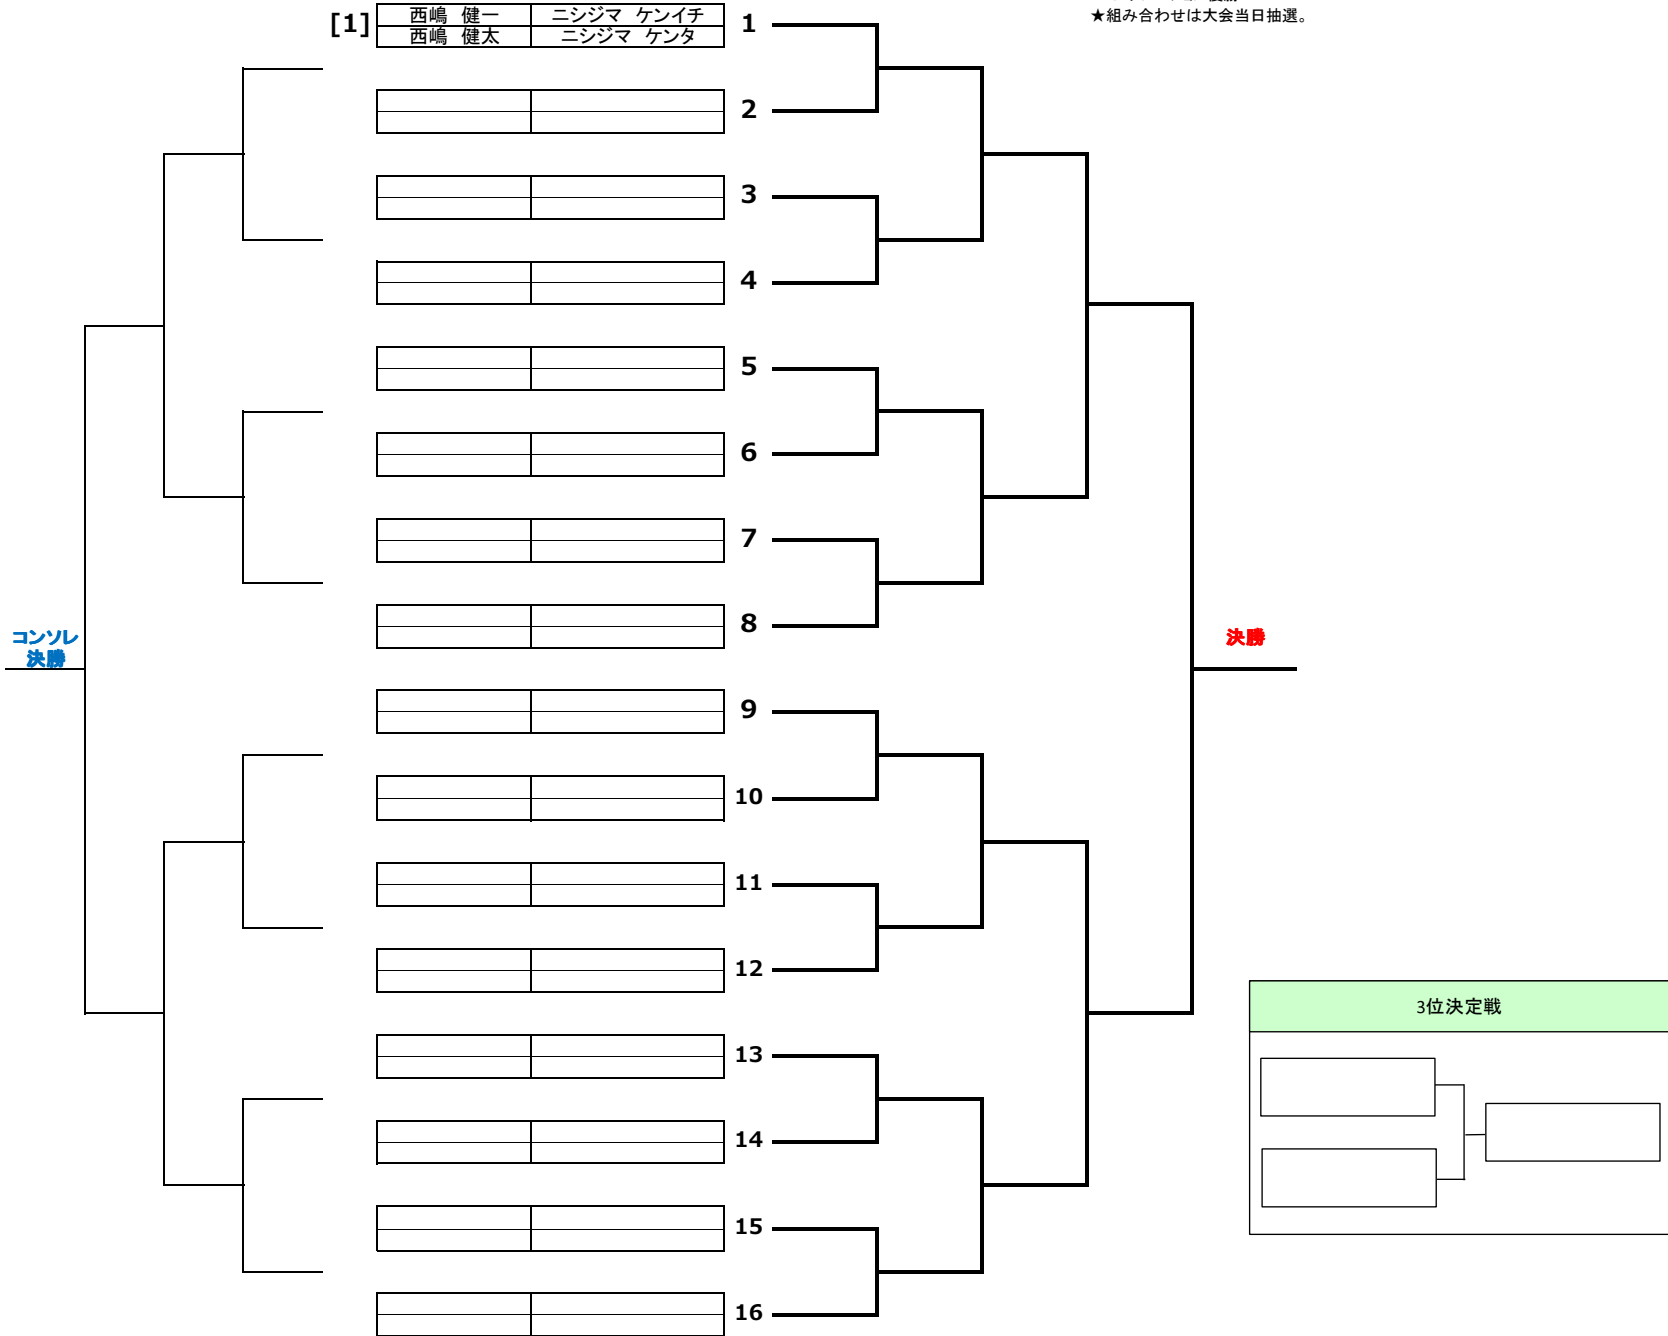 ★組み合わせは大会当日抽選。
[1] 西嶋 健一 ニシジマ ケンイチ 1
西嶋 健太 ニシジマ ケンタ
2
3
4
5
6
7
8
コンソレ
決勝
決勝
9
10
11
12
3位決定戦
13
14
15
16